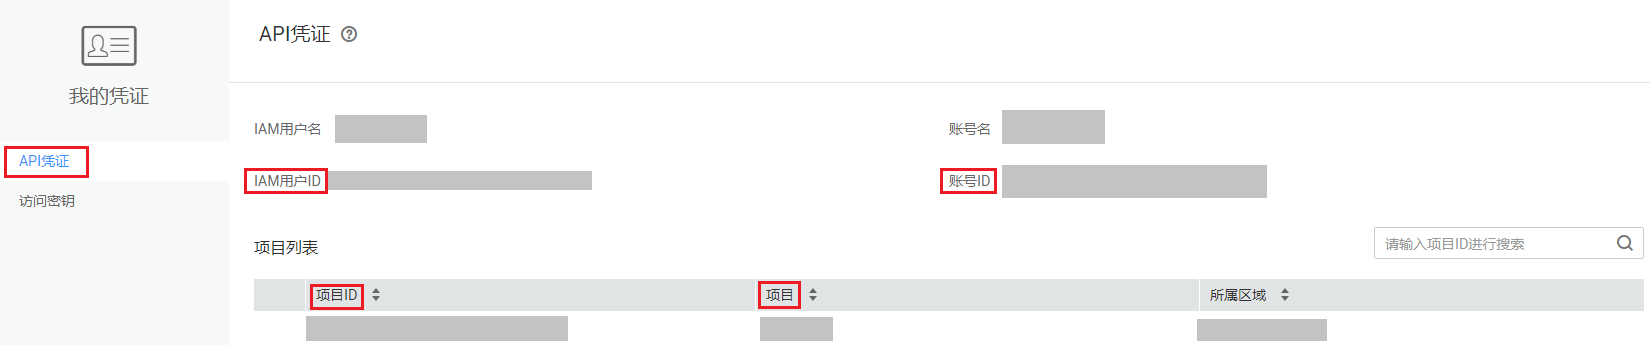 API凭证
我的凭证
IAM用户名
账号名
API凭证
IAM用户ID
账号ID
访问密钥
项目列表
请输入项目ID进行搜索
项目ID 项目 所属区域